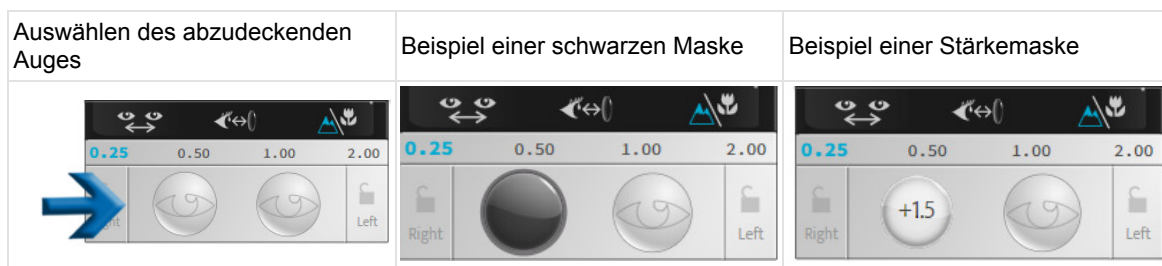 Auswählen des abzudeckenden
Auges
Beispiel einer schwarzen Maske
Beispiel einer Stärkemaske
0.25 0.50 1.00 2.00
Left
0.25 0.50 1.00 2.00
Right
Left
0.25 0.50 1.00 2.00
Right
+1.5
Left